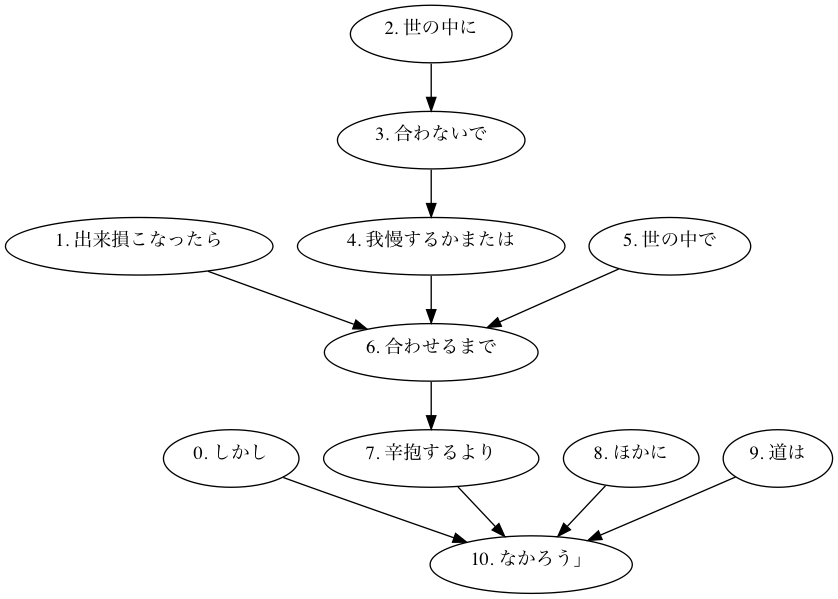 2. 世の中に
3. 合わないで
1. 出来損こなったら
4. 我慢するかまたは
5. 世の中で
6. 合わせるまで
0. しかし
7. 辛抱するより
8. ほかに
9. 道は
10. なかろう」